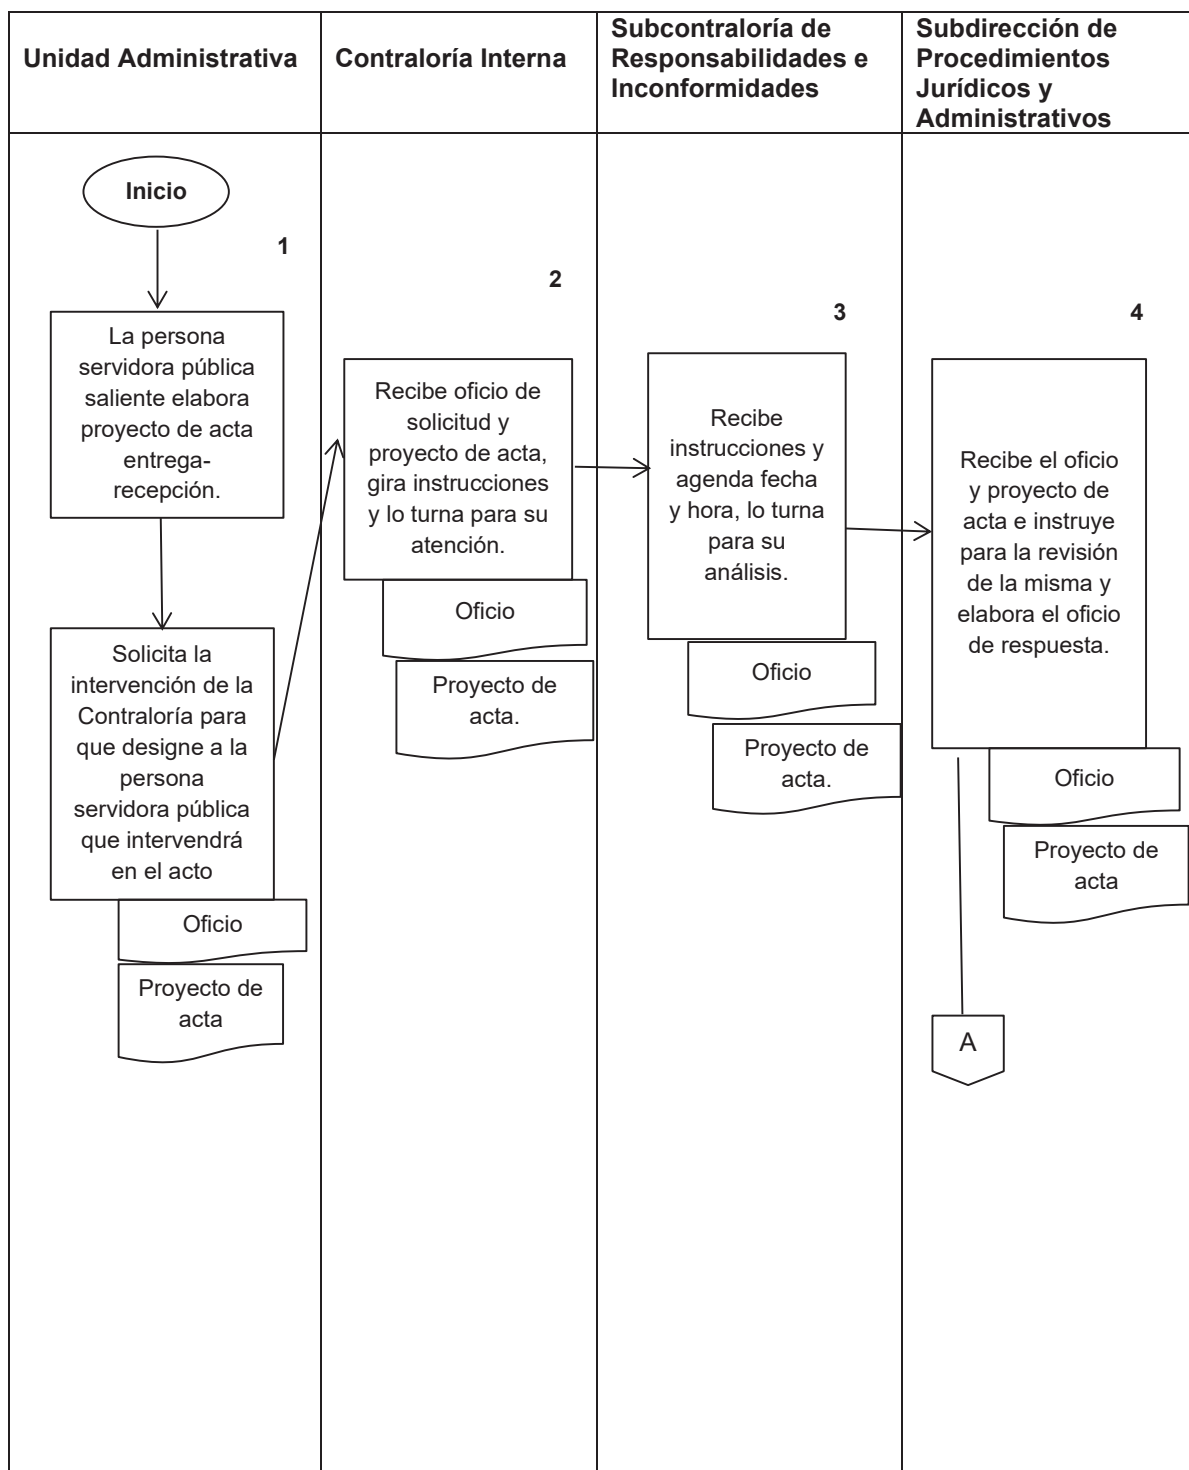 Unidad Administrativa
Contraloría Interna
Subcontraloría de
Responsabilidades e
Inconformidades
Subdirección de
Procedimientos
Jurídicos y
Administrativos
Inicio
1
La persona
servidora pública
saliente elabora
proyecto de acta
entrega-
recepción.
Solicita la
intervención de la
Contraloría para
que designe a la
persona
servidora pública
que intervendrá
en el acto
Oficio
Proyecto de
acta
2
Recibe oficio de
solicitud y
proyecto de acta,
gira instrucciones
y lo turna para su
atención.
Oficio
Proyecto de
acta.
3
Recibe
instrucciones y
agenda fecha
y hora, lo turna
para su
análisis.
Oficio
Proyecto de
acta.
4
Recibe el oficio
y proyecto de
acta e instruye
para la revisión
de la misma y
elabora el oficio
de respuesta.
Oficio
Proyecto de
acta
A